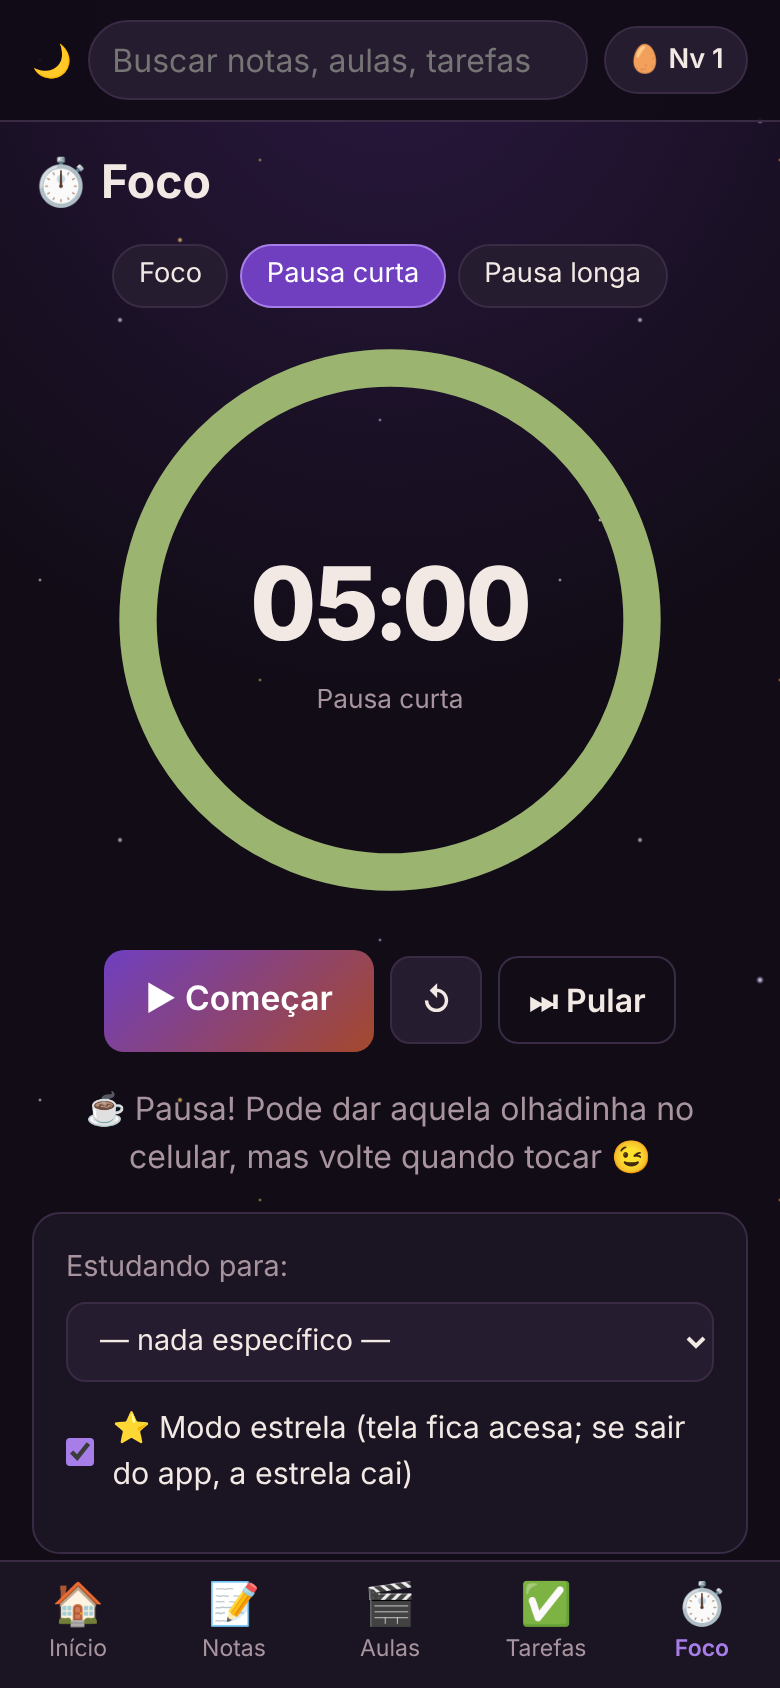 🌙 Buscar notas, aulas, tarefas 🥚 Nv 1
⏱️ Foco
Foco Pausa curta Pausa longa
05:00
Pausa curta
▶ Começar ↺ ⏭ Pular
☕ Pausa! Pode dar aquela olhadinha no
celular, mas volte quando tocar 😉
Estudando para:
— nada específico —
⭐ Modo estrela (tela fica acesa; se sair
do app, a estrela cai)
Início Notas Aulas Tarefas Foco